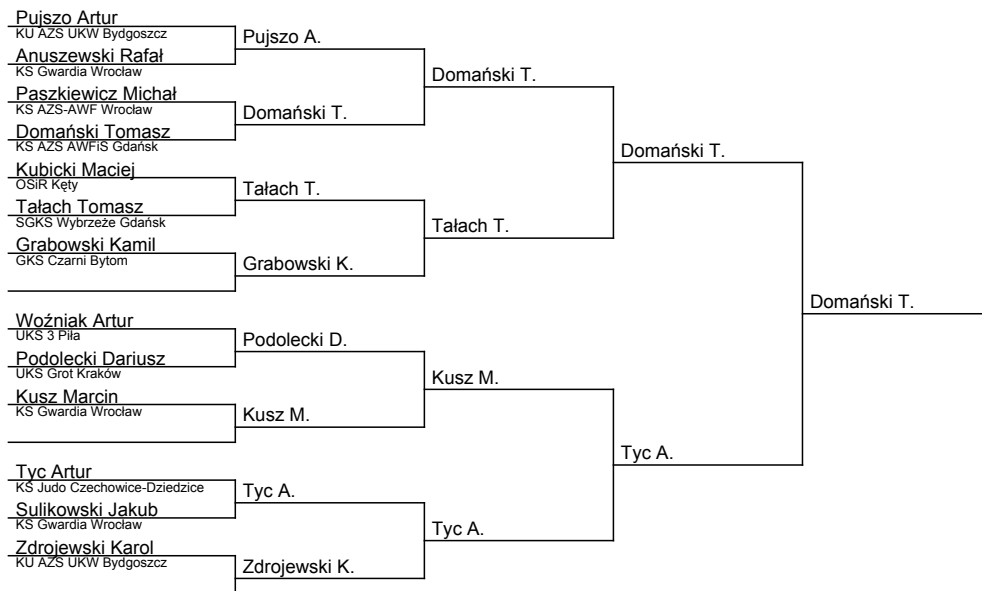 Pujszo Artur
KU AZS UKW Bydgoszcz
Pujszo A.
Anuszewski Rafał
KS Gwardia Wrocław
Domański T.
Paszkiewicz Michał
KS AZS-AWF Wrocław
Domański T.
Domański Tomasz
KS AZS AWFiS Gdańsk
Domański T.
Kubicki Maciej
OSiR Kęty
Tałach T.
Tałach Tomasz
SGKS Wybrzeże Gdańsk
Tałach T.
Grabowski Kamil
GKS Czarni Bytom
Grabowski K.
Domański T.
Woźniak Artur
UKS 3 Piła
Podolecki D.
Podolecki Dariusz
UKS Grot Kraków
Kusz M.
Kusz Marcin
KS Gwardia Wrocław
Kusz M.
Tyc A.
Tyc Artur
KS Judo Czechowice-Dziedzice
Tyc A.
Sulikowski Jakub
KS Gwardia Wrocław
Tyc A.
Zdrojewski Karol
KU AZS UKW Bydgoszcz
Zdrojewski K.